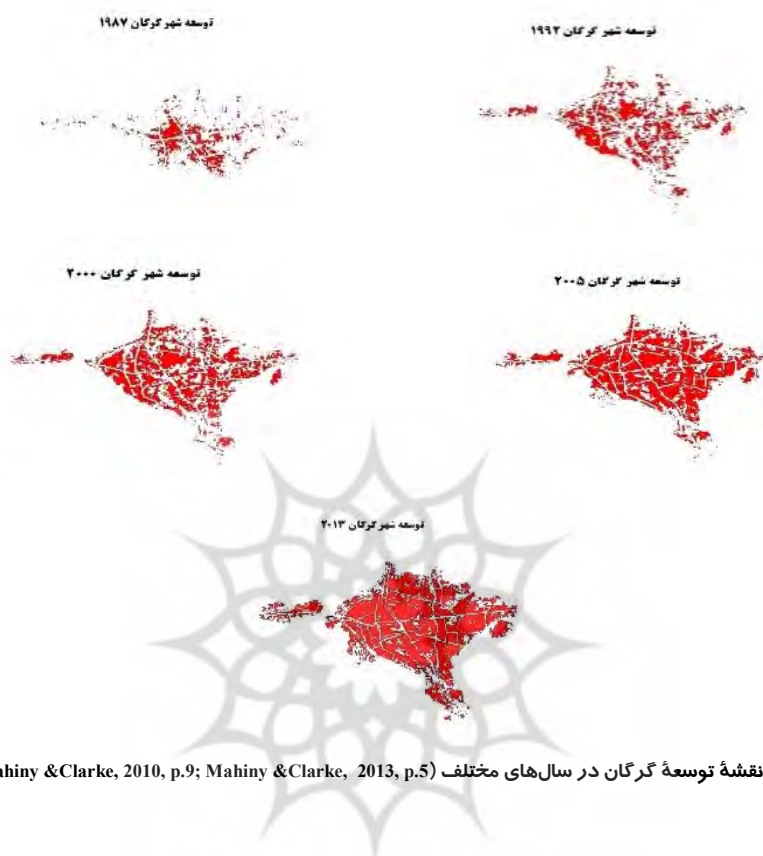 توسعه شهر گرگان ۱۹۸۷
توسعه شهر گرگان ۱۹۹۲
توسعه شهر گرگان ۲۰۰۰
توسعه شهر گرگان ۲۰۰۵
توسعه شهر گرگان ۲۰۱۳
نقشهٔ توسعهٔ گرگان در سال‌های مختلف (ahiny &Clarke, 2010, p.9; Mahiny &Clarke, 2013, p.5